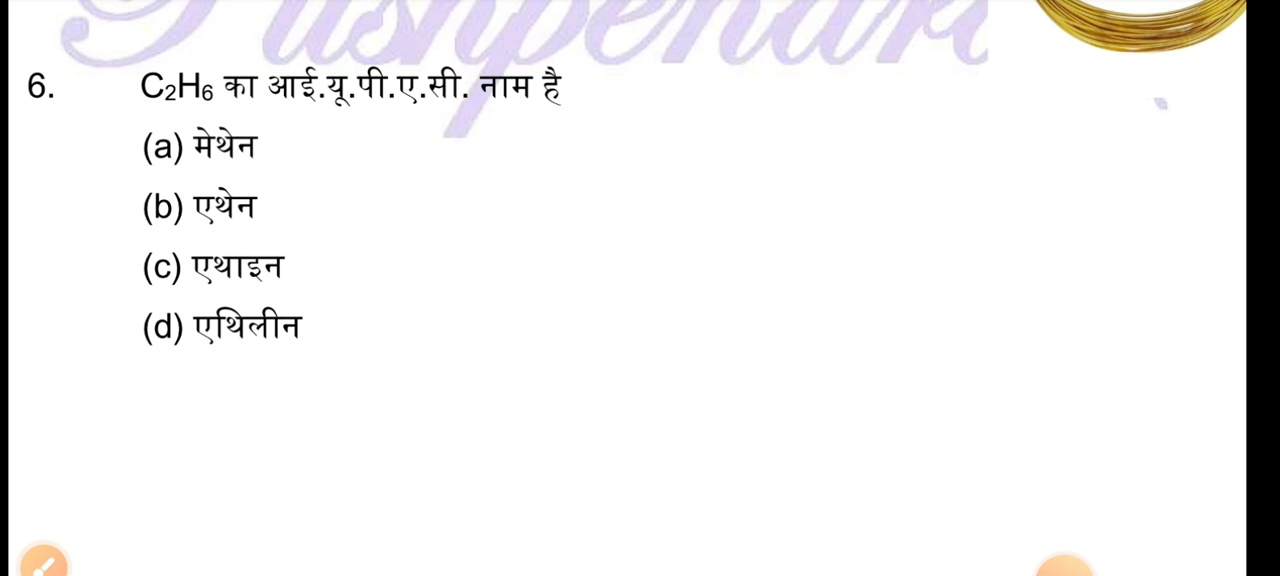 6. C₂H₆ का आई.यू.पी.ए.सी. नाम है
(a) मेथेन
(b) एथेन
(c) एथाइन
(d) एथिलीन